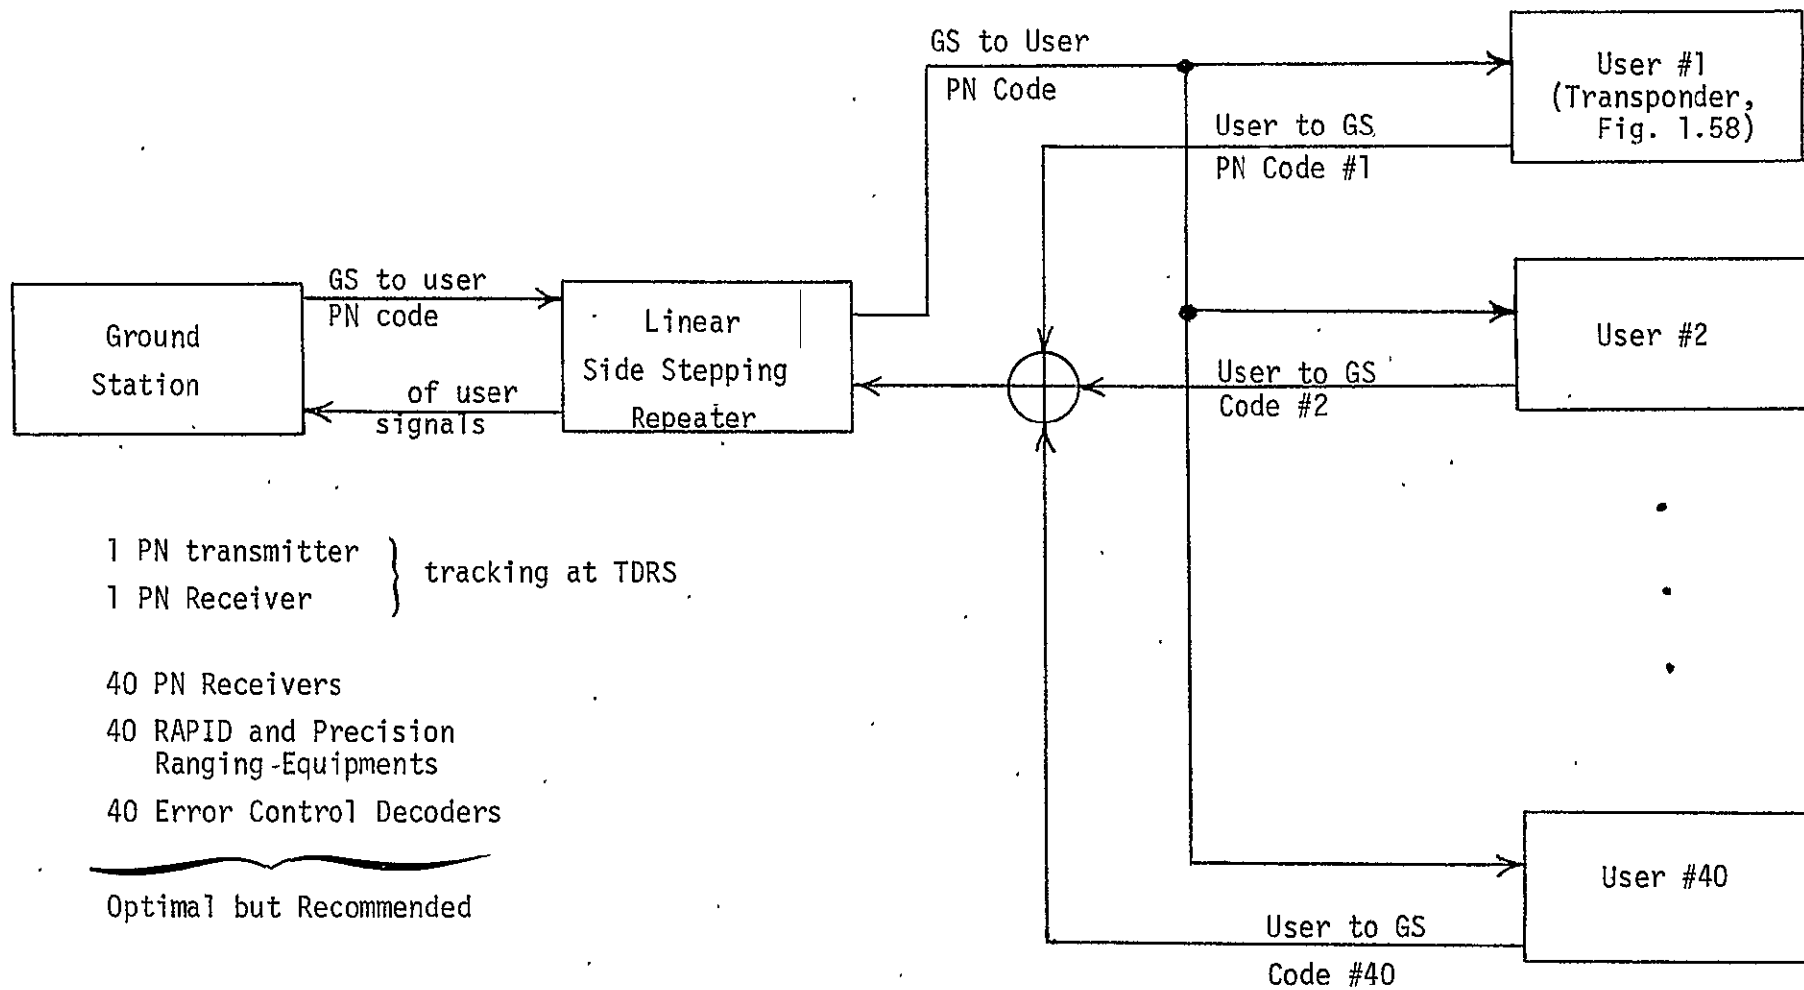 GS to User
PN Code
User #1
(Transponder,
Fig. 1.58)
User to GS
PN Code #1
GS to user
PN code
Ground
Station
Linear
Side Stepping
Repeater
of user
signals
User to GS
Code #2
User #2
1 PN transmitter
1 PN Receiver
tracking at TDRS
40 PN Receivers
40 RAPID and Precision
Ranging-Equipments
40 Error Control Decoders
Optimal but Recommended
User #40
User to GS
Code #40